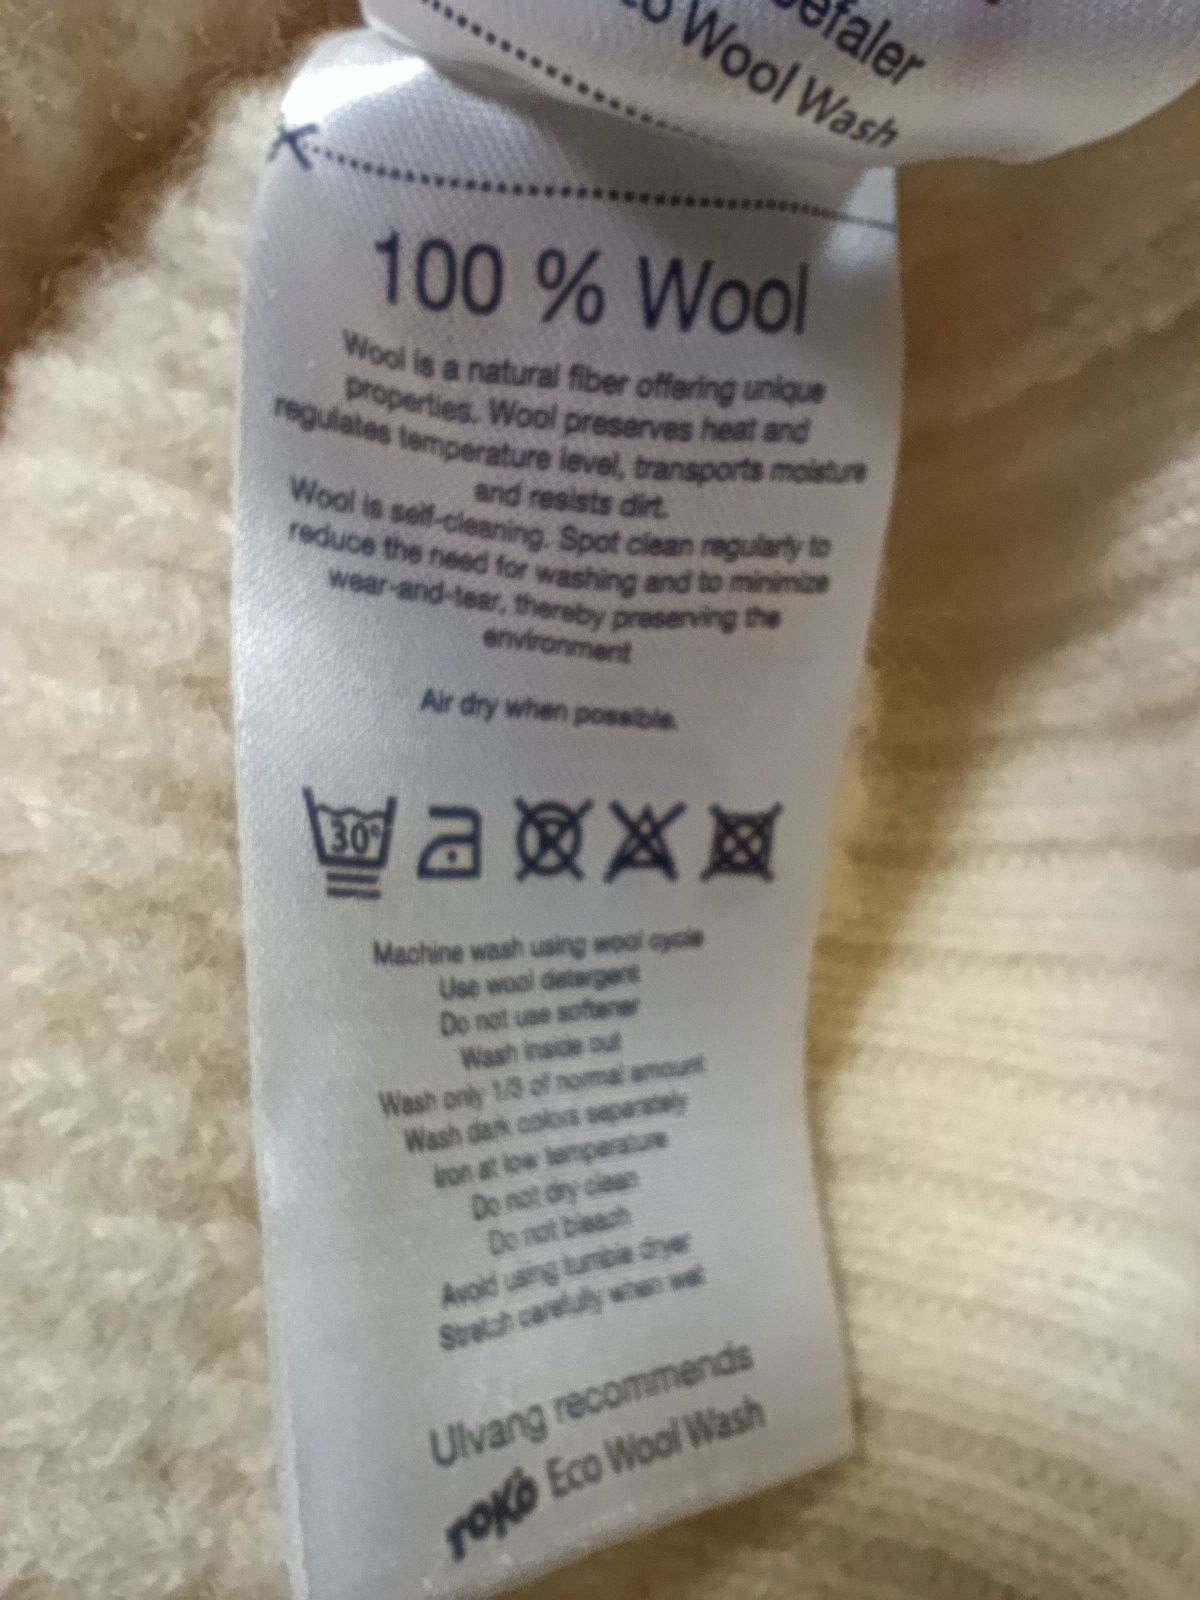 Wool Wash
100 % Wool
Wool is a natural fiber offering unique
properties. Wool preserves heat and
regulates temperature level, transports moisture
and resists dirt.
Wool is self-cleaning. Spot clean regularly to
reduce the need for washing and to minimize
wear-and-tear, thereby preserving the
environment
Air dry when possible.
30°
Machine wash using wool cycle
Use wool detergent
Do not use softener
Wash inside out
Wash only 1/3 of normal amount
Wash dark colors separately
Iron at low temperature
Do not dry clean
Do not bleach
Avoid using tumble dryer
Stretch carefully when wet
Ulvang recommends
TOKO Eco Wool Wash